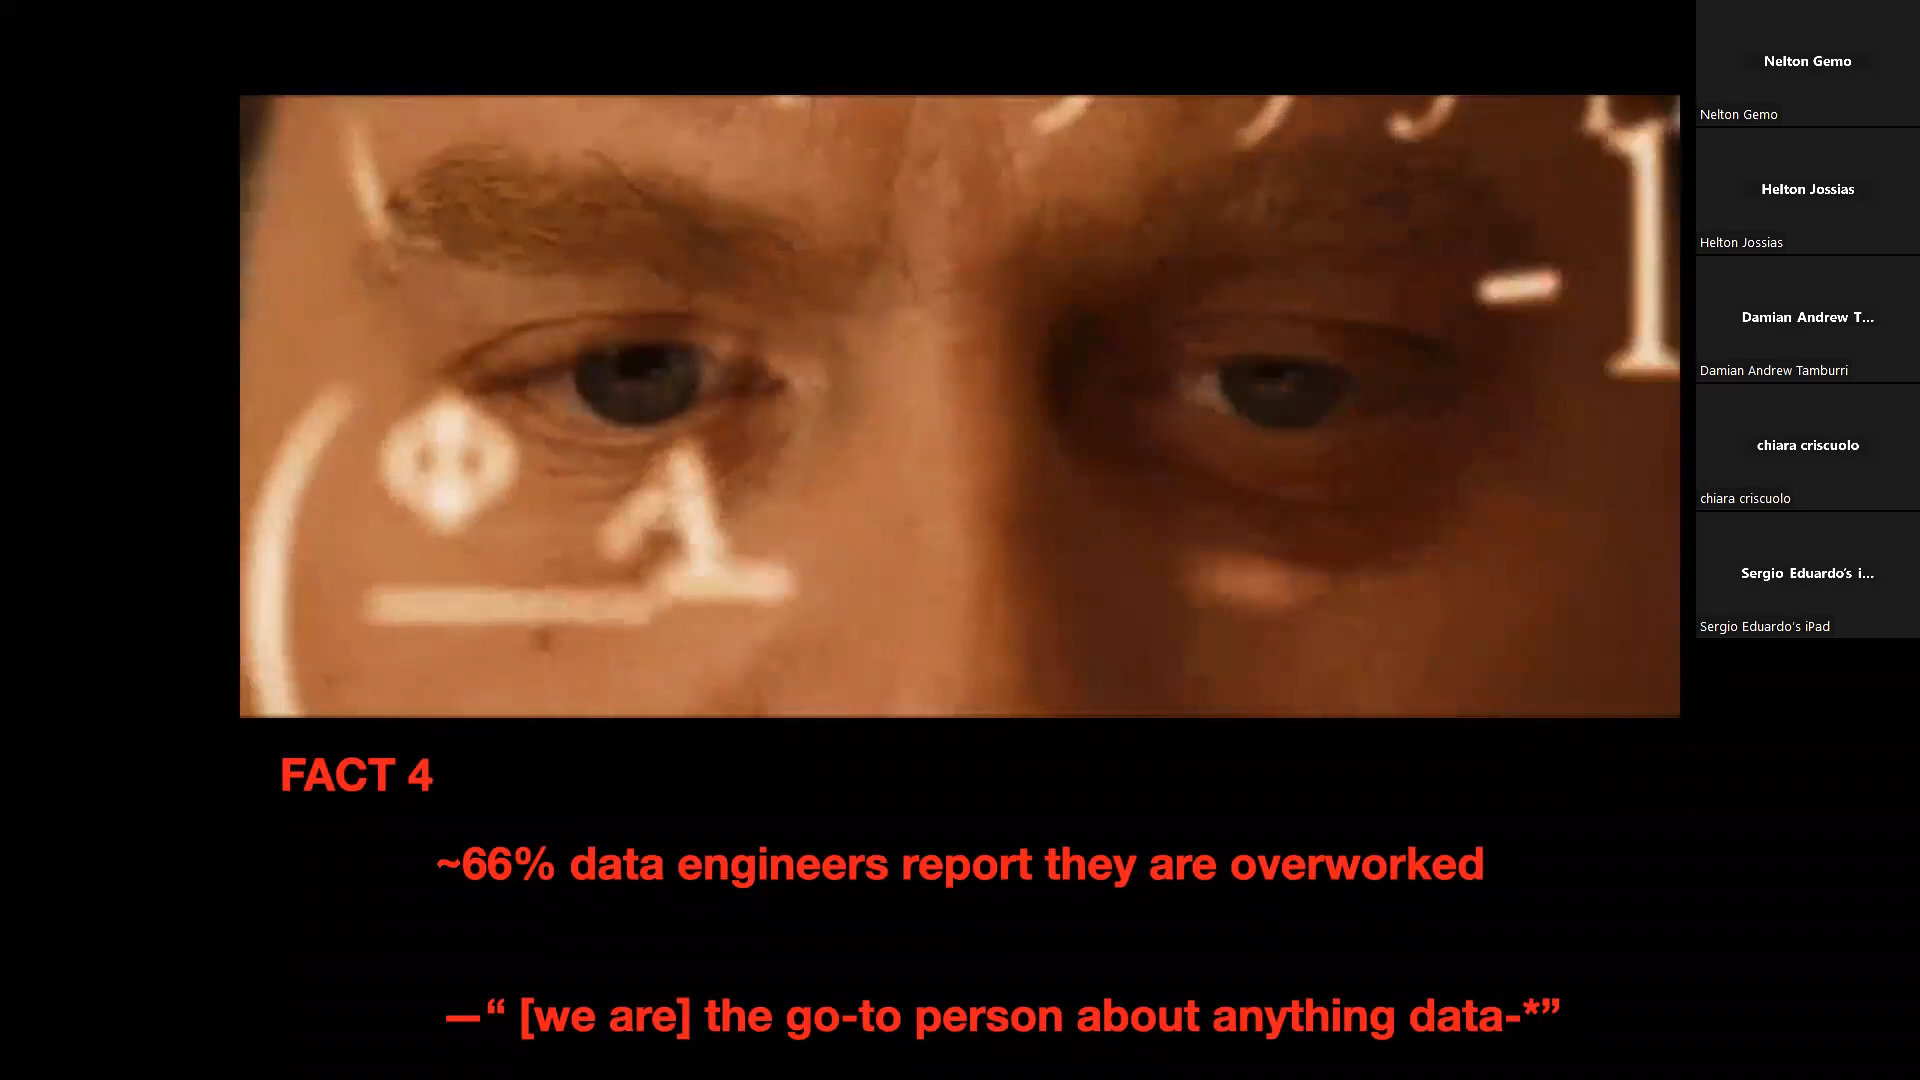 FACT 4
~66% data engineers report they are overworked
—“ [we are] the go-to person about anything data-*”
Nelton Gemo
Nelton Gemo
Helton Jossias
Helton Jossias
Damian Andrew T...
Damian Andrew Tamburri
chiara criscuolo
chiara criscuolo
Sergio Eduardo's i...
Sergio Eduardo's iPad